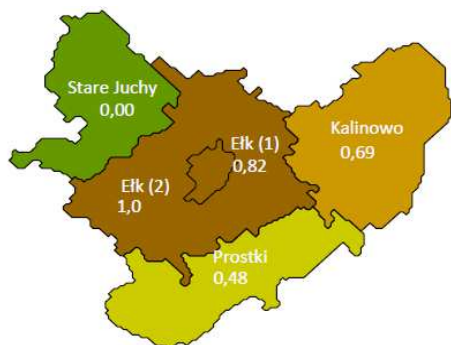 Stare Juchy
0,00
Ełk (1)
0,82
Kalinowo
0,69
Ełk (2)
1,0
Prostki
0,48